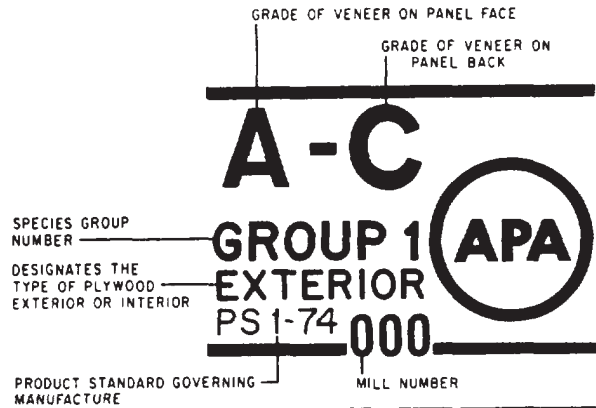 GRADE OF VENEER ON PANEL FACE
GRADE OF VENEER ON
PANEL BACK
A-C
SPECIES GROUP
NUMBER
GROUP 1
APA
DESIGNATES THE
TYPE OF PLYWOOD
EXTERIOR OR INTERIOR
EXTERIOR
PS 1-74
000
PRODUCT STANDARD GOVERNING
MANUFACTURE
MILL NUMBER